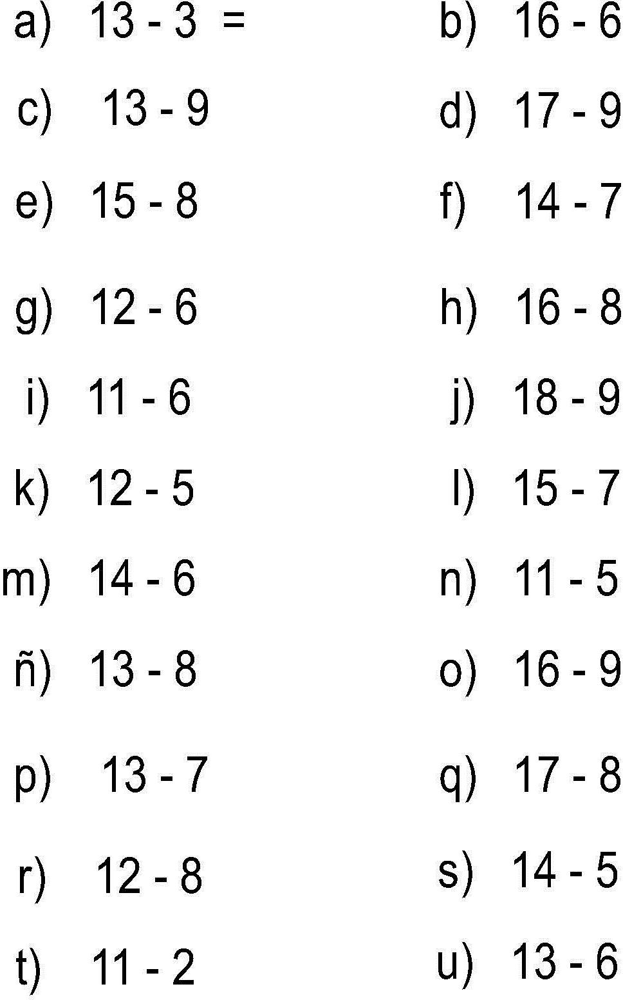 a) 13 - 3 = b) 16 - 6
c) 13 - 9 d) 17 - 9
e) 15 - 8 f) 14 - 7
g) 12 - 6 h) 16 - 8
i) 11 - 6 j) 18 - 9
k) 12 - 5 l) 15 - 7
m) 14 - 6 n) 11 - 5
ñ) 13 - 8 o) 16 - 9
p) 13 - 7 q) 17 - 8
r) 12 - 8 s) 14 - 5
t) 11 - 2 u) 13 - 6